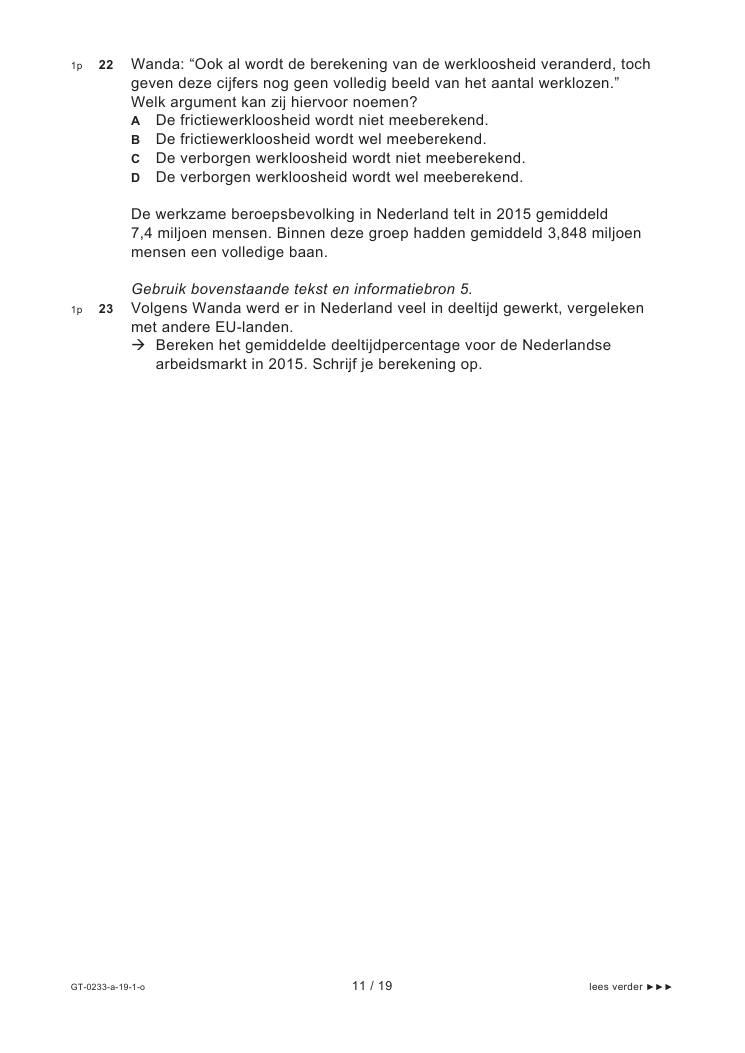 1p 22 Wanda: “Ook al wordt de berekening van de werkloosheid veranderd, toch
geven deze cijfers nog geen volledig beeld van het aantal werklozen.”
Welk argument kan zij hiervoor noemen?
A De frictiewerkloosheid wordt niet meeberekend.
B De frictiewerkloosheid wordt wel meeberekend.
C De verborgen werkloosheid wordt niet meeberekend.
D De verborgen werkloosheid wordt wel meeberekend.
De werkzame beroepsbevolking in Nederland telt in 2015 gemiddeld
7,4 miljoen mensen. Binnen deze groep hadden gemiddeld 3,848 miljoen
mensen een volledige baan.
Gebruik bovenstaande tekst en informatiebron 5.
1p 23 Volgens Wanda werd er in Nederland veel in deeltijd gewerkt, vergeleken
met andere EU-landen.
→ Bereken het gemiddelde deeltijdpercentage voor de Nederlandse
arbeidsmarkt in 2015. Schrijf je berekening op.
GT-0233-a-19-1-o 11 / 19 lees verder ►►►